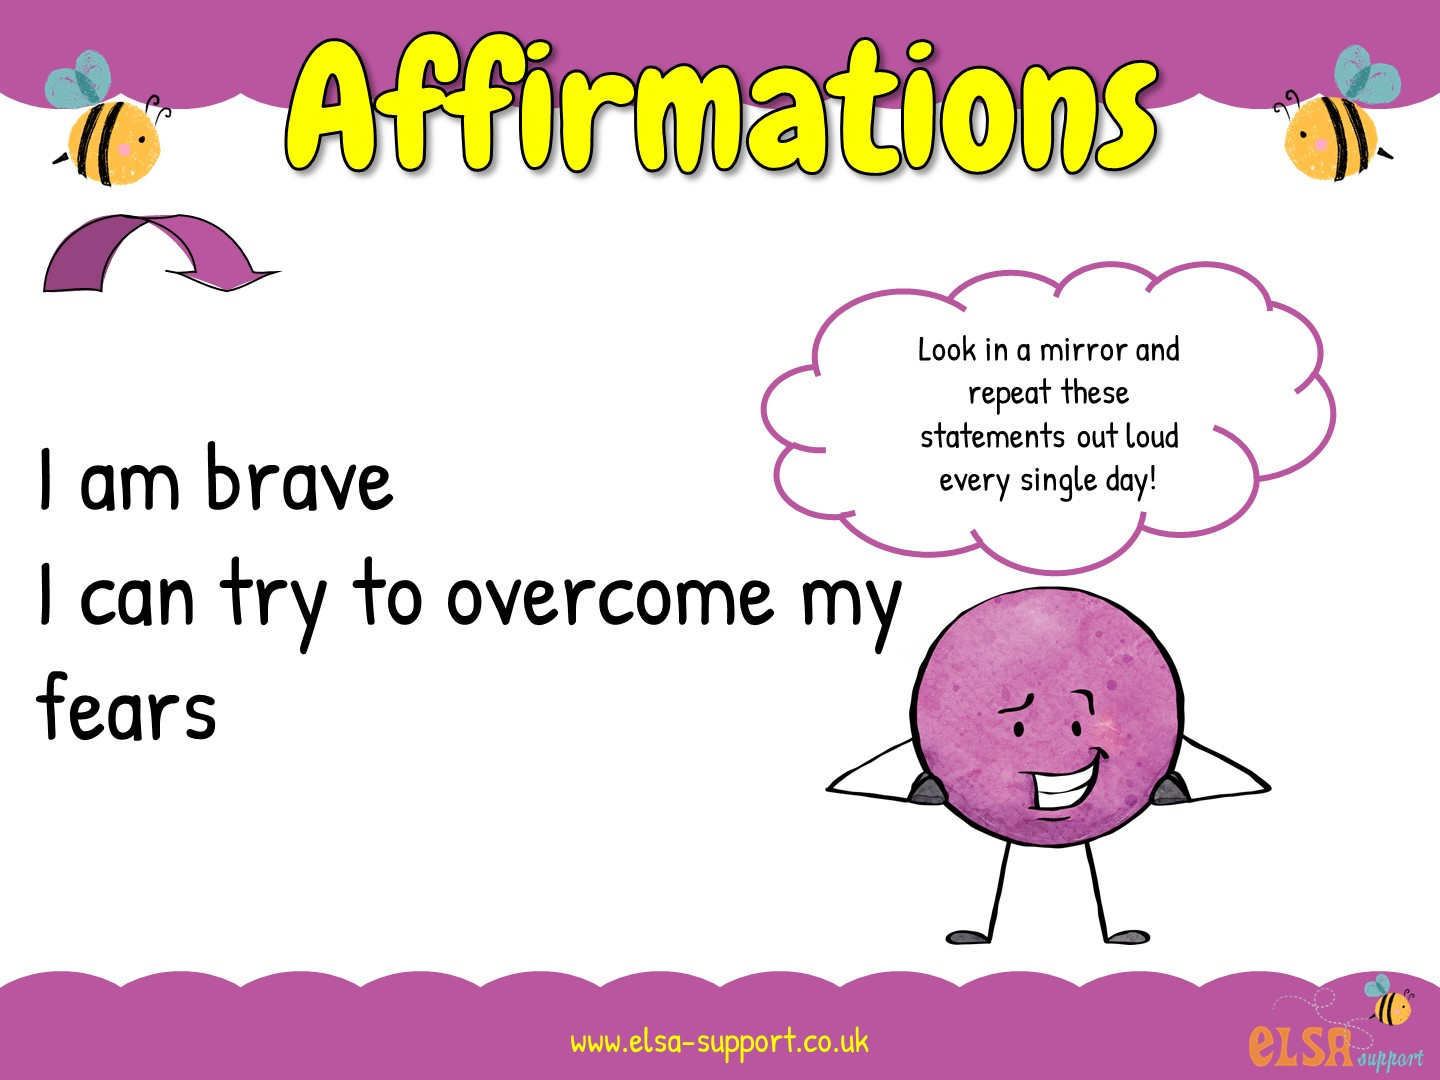 Affirmations
Look in a mirror and
repeat these
statements out loud
every single day!
I am brave
I can try to overcome my
fears
www.elsa-support.co.uk
ELSA
support